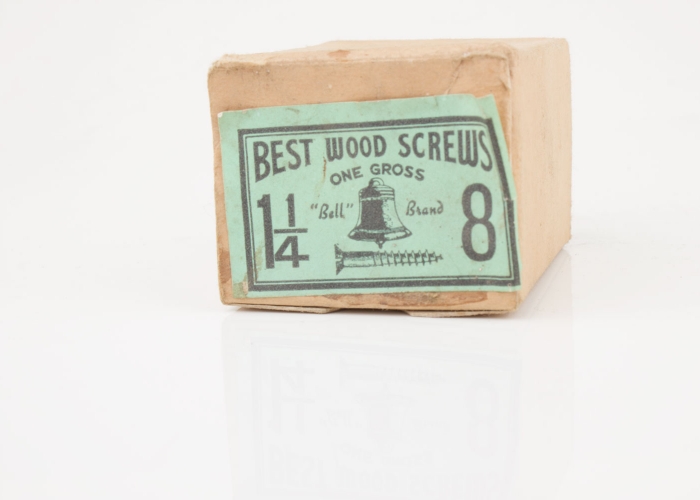 BEST WOOD SCREWS
ONE GROSS
1 1/4 "Bell" Brand 8